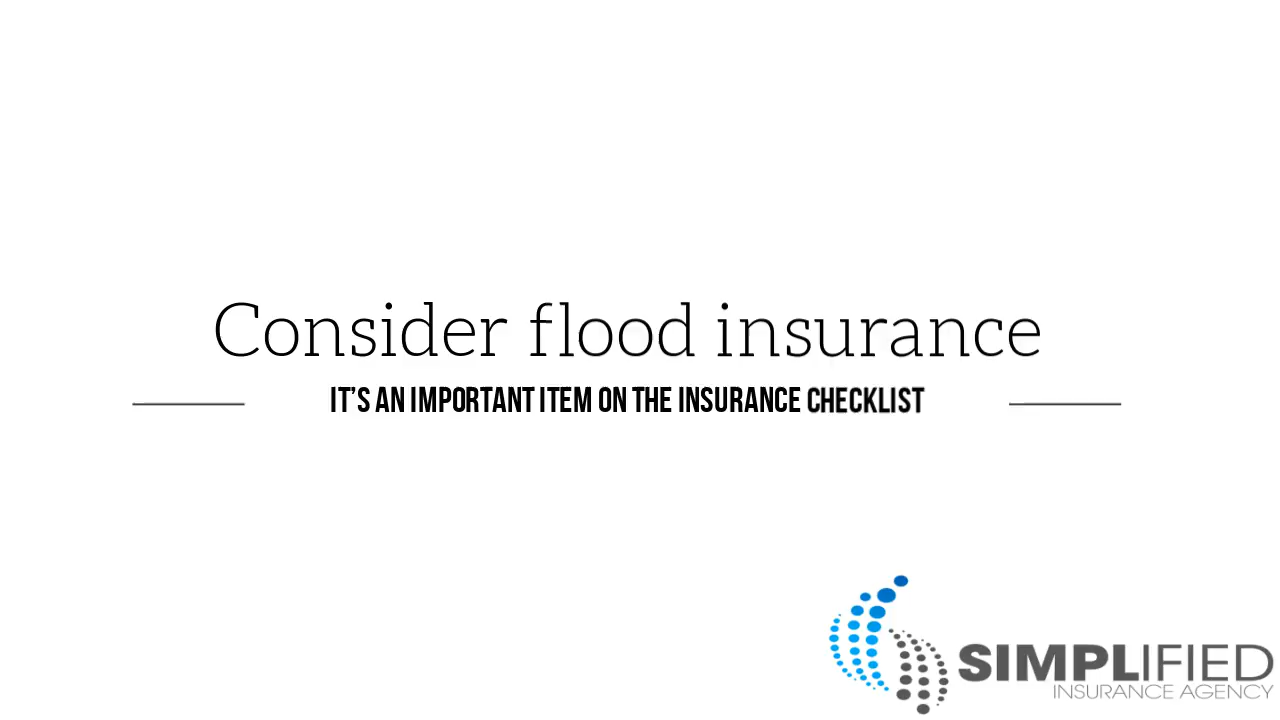 Consider flood insurance
IT'S AN IMPORTANT ITEM ON THE INSURANCE CHECKLIST
SIMPLIFIED
INSURANCE AGENCY